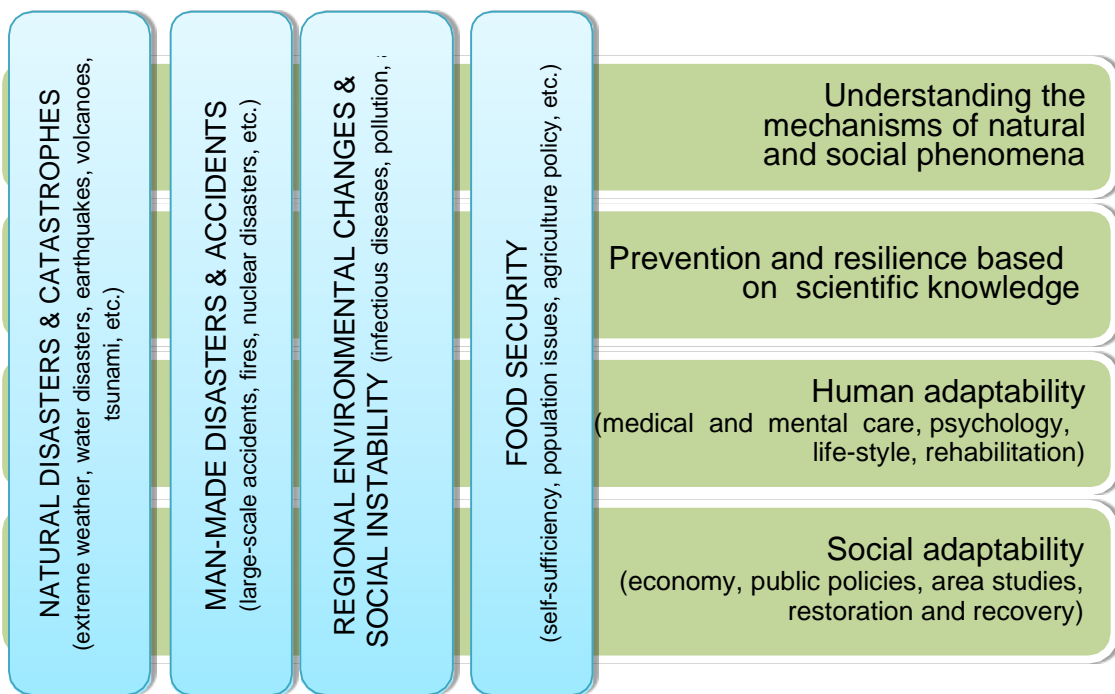 NATURAL DISASTERS & CATASTROPHES
(extreme weather, water disasters, earthquakes, volcanoes,
tsunami, etc.)
MAN-MADE DISASTERS & ACCIDENTS
(large-scale accidents, fires, nuclear disasters, etc.)
REGIONAL ENVIRONMENTAL CHANGES &
SOCIAL INSTABILITY (infectious diseases, pollution,
FOOD SECURITY
(self-sufficiency, population issues, agriculture policy, etc.)
Understanding the
mechanisms of natural
and social phenomena
Prevention and resilience based
on scientific knowledge
Human adaptability
(medical and mental care, psychology,
life-style, rehabilitation)
Social adaptability
(economy, public policies, area studies,
restoration and recovery)